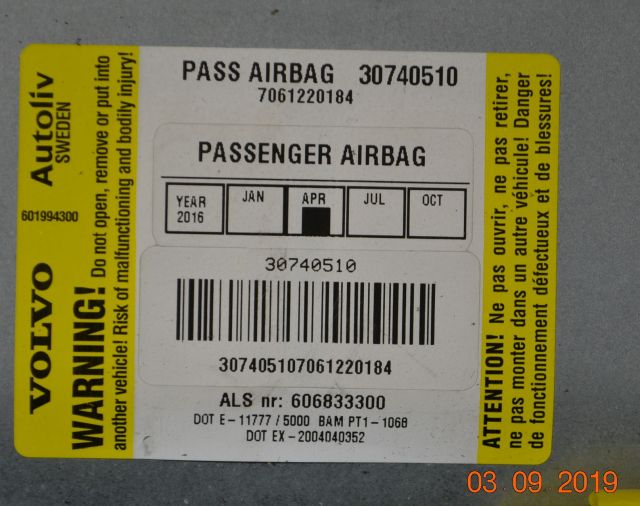 PASS AIRBAG 30740510
7061220184
PASSENGER AIRBAG
YEAR
2016
JAN
APR
JUL
OCT
30740510
307405107061220184
ALS nr: 606833300
DOT E-11777 / 5000 BAM PT1-1068
DOT EX-2004040352
Autoliv
SWEDEN
601994300
VOLVO
WARNING! Do not open, remove or put into
another vehicle! Risk of malfunctioning and bodily injury!
ATTENTION! Ne pas ouvrir, ne pas retirer,
ne pas monter dans un autre véhicule! Danger
de fonctionnement défectueux et de blessures!
03 09 2019